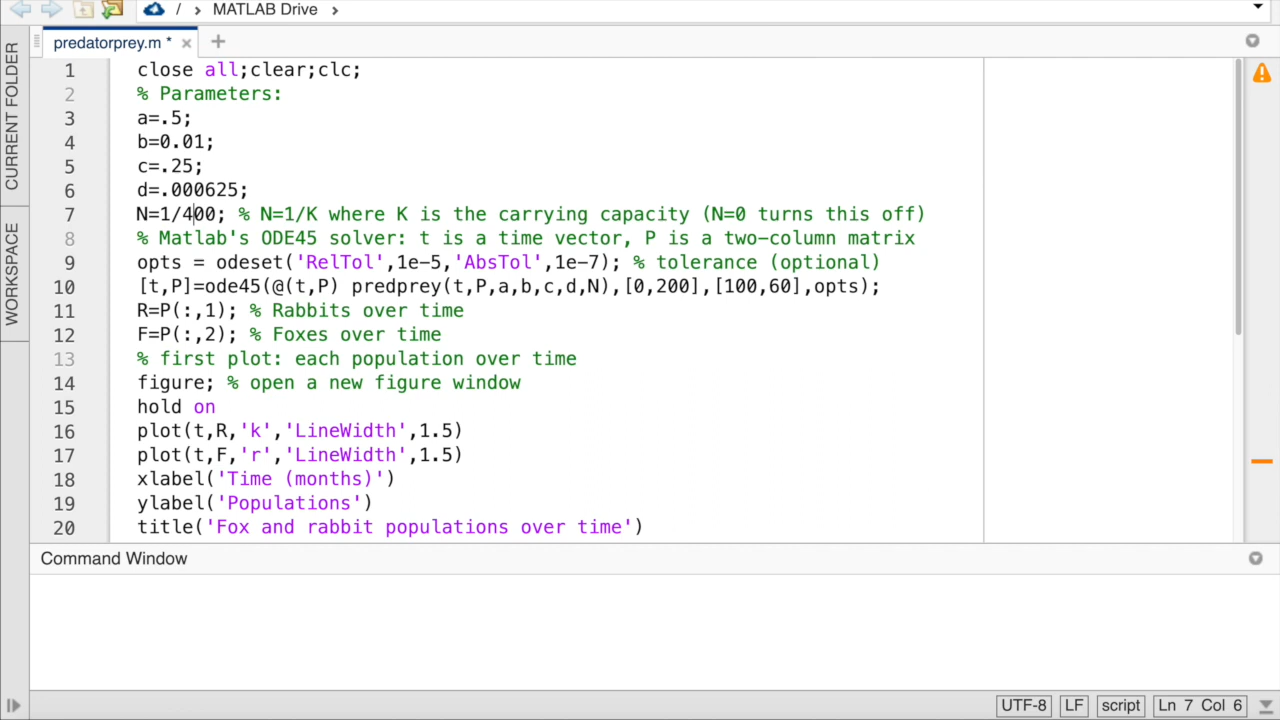 / › MATLAB Drive ›
predatorprey.m * × +
CURRENT FOLDER
WORKSPACE
1 close all;clear;clc;
2 % Parameters:
3 a=.5;
4 b=0.01;
5 c=.25;
6 d=.000625;
7 N=1/400; % N=1/K where K is the carrying capacity (N=0 turns this off)
8 % Matlab's ODE45 solver: t is a time vector, P is a two-column matrix
9 opts = odeset('RelTol',1e-5,'AbsTol',1e-7); % tolerance (optional)
10 [t,P]=ode45(@(t,P) predprey(t,P,a,b,c,d,N),[0,200],[100,60],opts);
11 R=P(:,1); % Rabbits over time
12 F=P(:,2); % Foxes over time
13 % first plot: each population over time
14 figure; % open a new figure window
15 hold on
16 plot(t,R,'k','LineWidth',1.5)
17 plot(t,F,'r','LineWidth',1.5)
18 xlabel('Time (months)')
19 ylabel('Populations')
20 title('Fox and rabbit populations over time')
Command Window
UTF-8 LF script Ln 7 Col 6